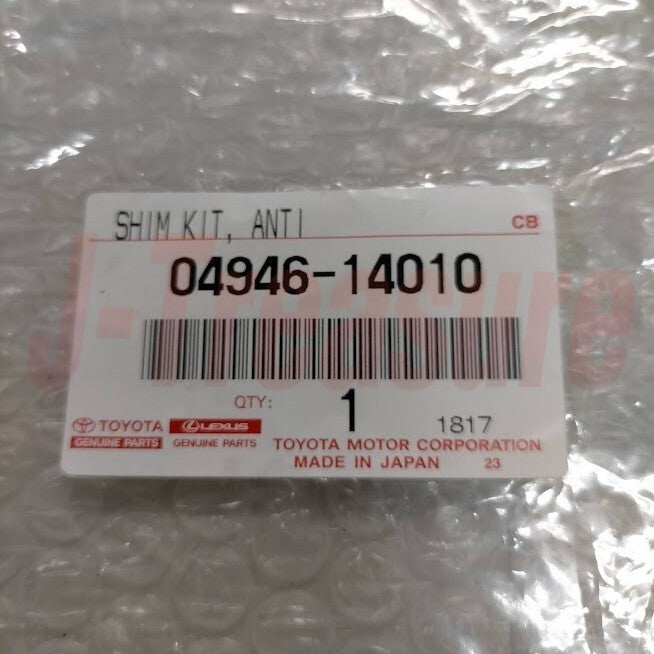 SHIM KIT, ANTI CB
04946-14010
QTY: 1 1817
TOYOTA LEXUS
GENUINE PARTS GENUINE PARTS TOYOTA MOTOR CORPORATION
MADE IN JAPAN 23
J-Treasure